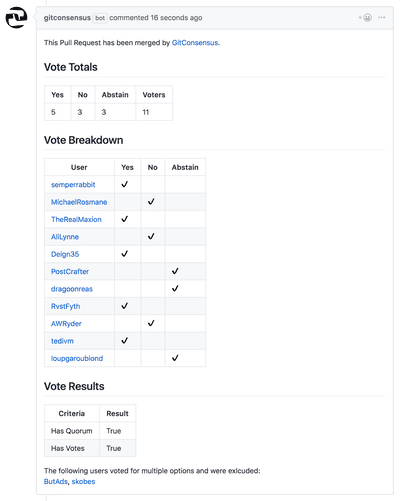 gitconsensus bot commented 16 seconds ago
This Pull Request has been merged by GitConsensus.
Vote Totals
Yes No Abstain Voters
5 3 3 11
Vote Breakdown
User Yes No Abstain
semperrabbit ✔
MichaelRosmane ✔
TheRealMaxion ✔
AliLynne ✔
Deign35 ✔
PostCrafter ✔
dragoonreas ✔
RvstFyth ✔
AWRyder ✔
tedivm ✔
loupgaroublond ✔
Vote Results
Criteria Result
Has Quorum True
Has Votes True
The following users voted for multiple options and were exlcuded:
ButAds, skobes